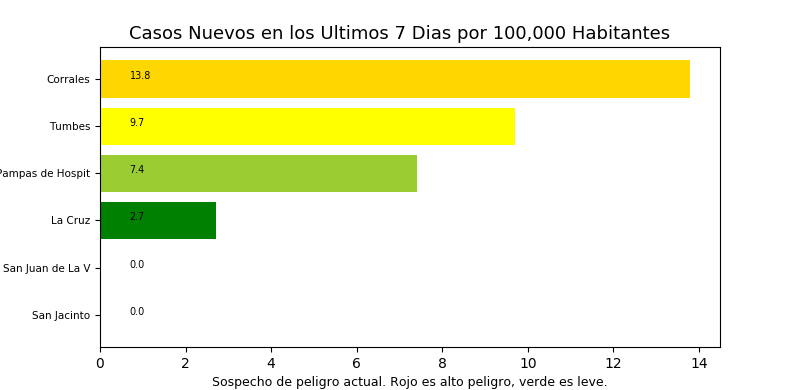 Casos Nuevos en los Ultimos 7 Dias por 100,000 Habitantes
Corrales 13.8
Tumbes 9.7
Pampas de Hospit 7.4
La Cruz 2.7
San Juan de La V 0.0
San Jacinto 0.0
0 2 4 6 8 10 12 14
Sospecho de peligro actual. Rojo es alto peligro, verde es leve.